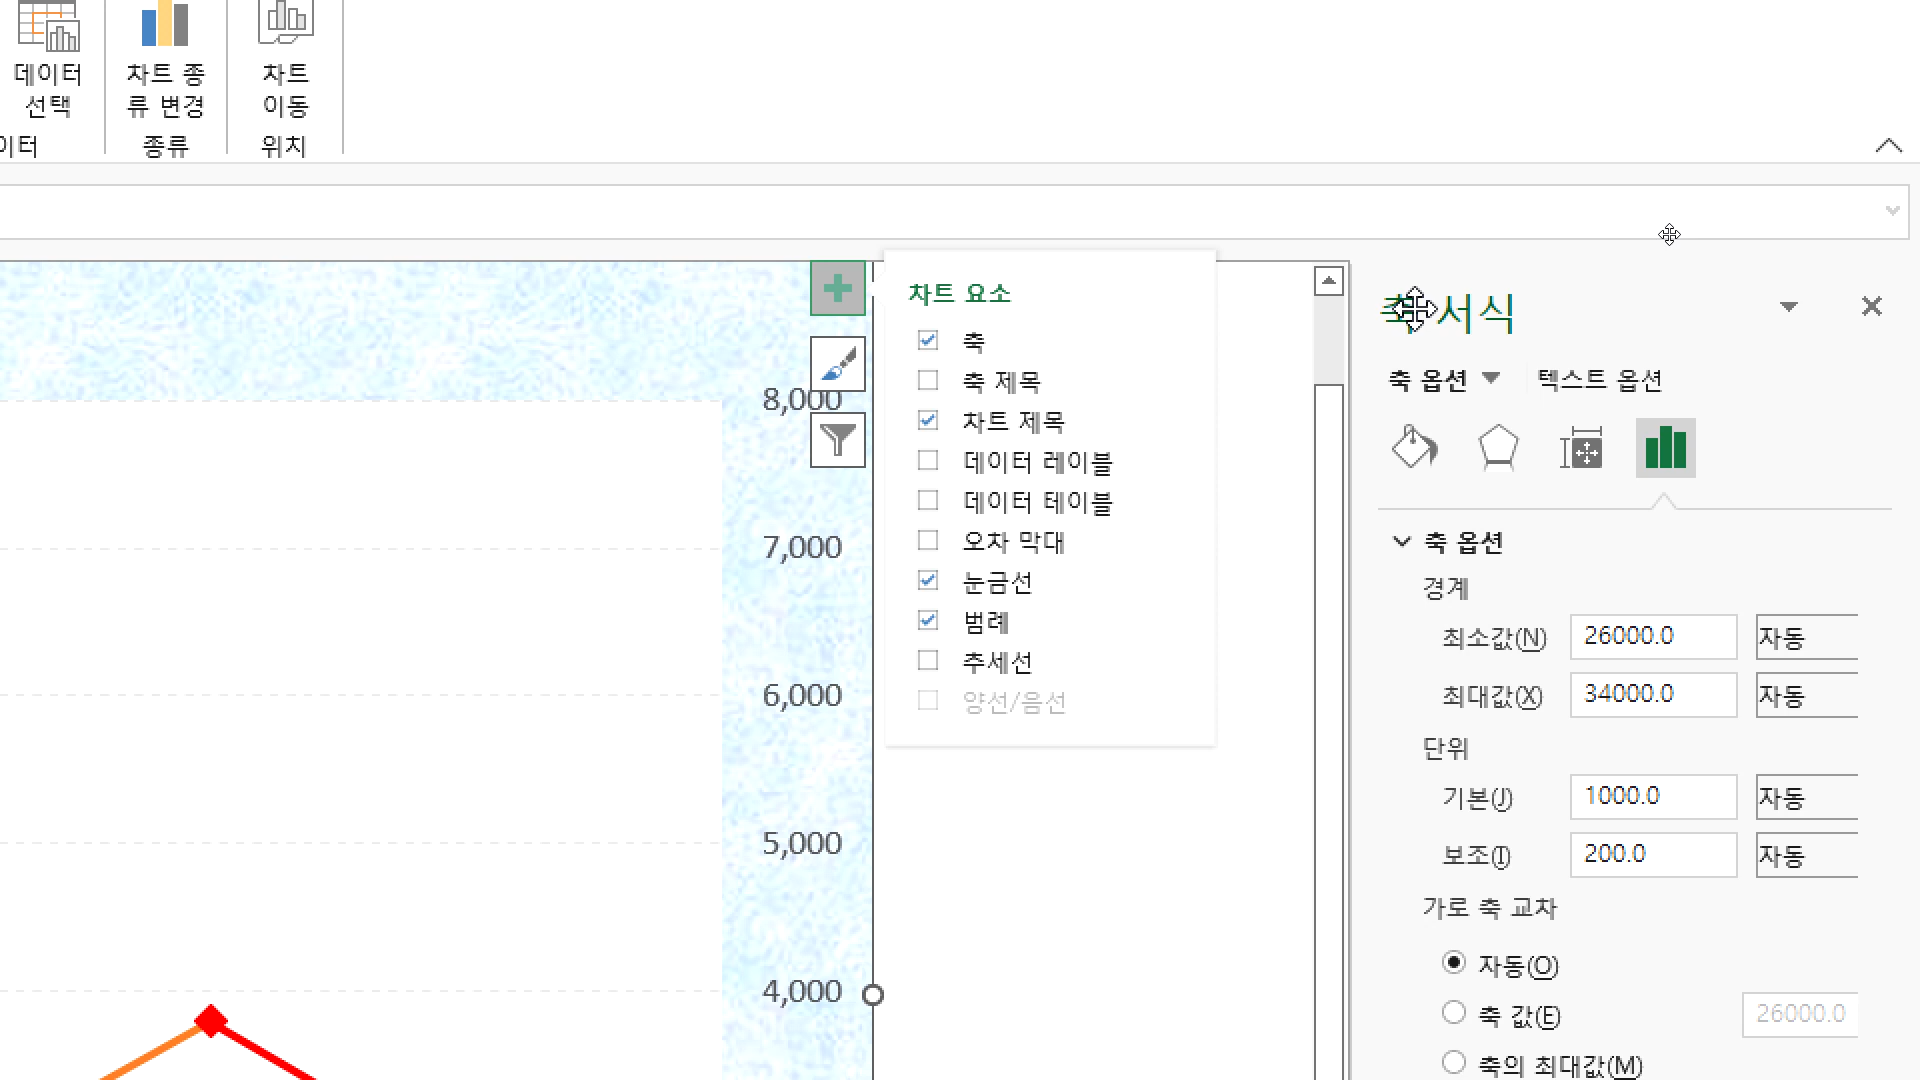 데이터
선택
차트 종
류 변경
차트
이동
이터
종류
위치
8,000
7,000
6,000
5,000
4,000
차트 요소
축
축 제목
차트 제목
데이터 레이블
데이터 테이블
오차 막대
눈금선
범례
추세선
양선/음선
축 서식
축 옵션
텍스트 옵션
축 옵션
경계
최소값(N) 26000.0 자동
최대값(X) 34000.0 자동
단위
기본(J) 1000.0 자동
보조(I) 200.0 자동
가로 축 교차
자동(O)
축 값(E) 26000.0
축의 최대값(M)